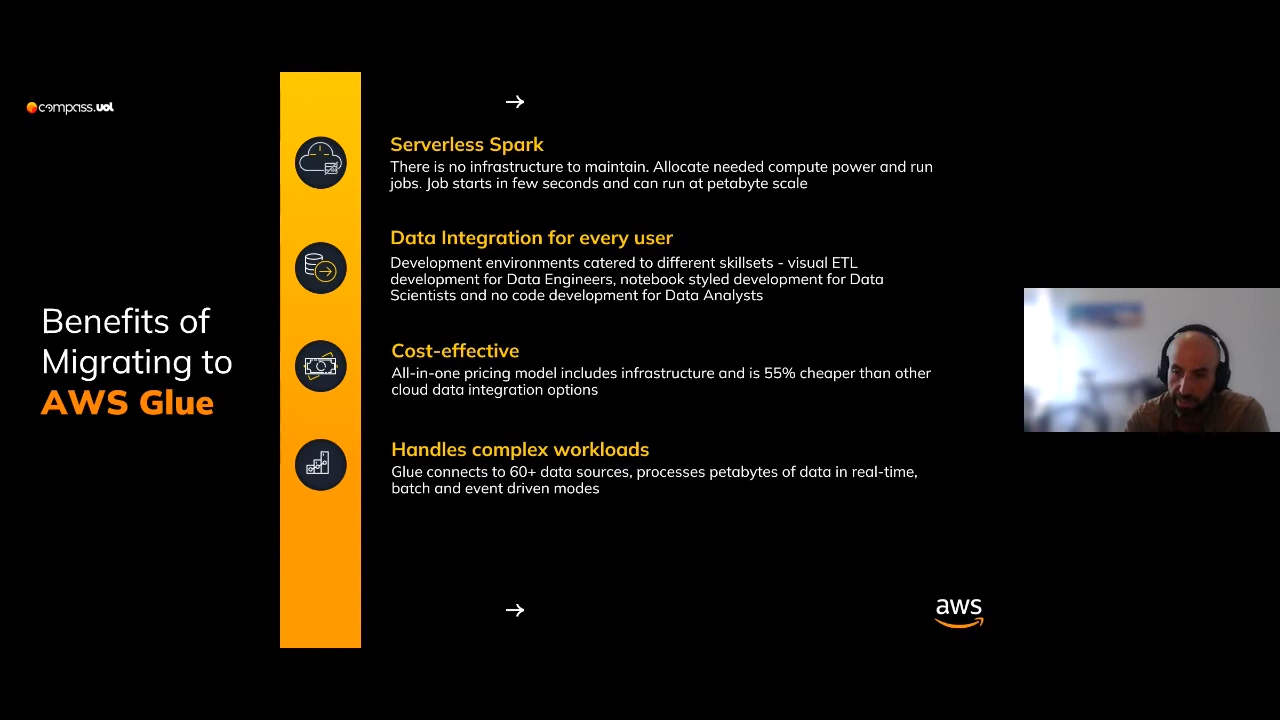 compass.uol
Benefits of
Migrating to
AWS Glue
Serverless Spark
There is no infrastructure to maintain. Allocate needed compute power and run
jobs. Job starts in few seconds and can run at petabyte scale
Data Integration for every user
Development environments catered to different skillsets - visual ETL
development for Data Engineers, notebook styled development for Data
Scientists and no code development for Data Analysts
Cost-effective
All-in-one pricing model includes infrastructure and is 55% cheaper than other
cloud data integration options
Handles complex workloads
Glue connects to 60+ data sources, processes petabytes of data in real-time,
batch and event driven modes
aws